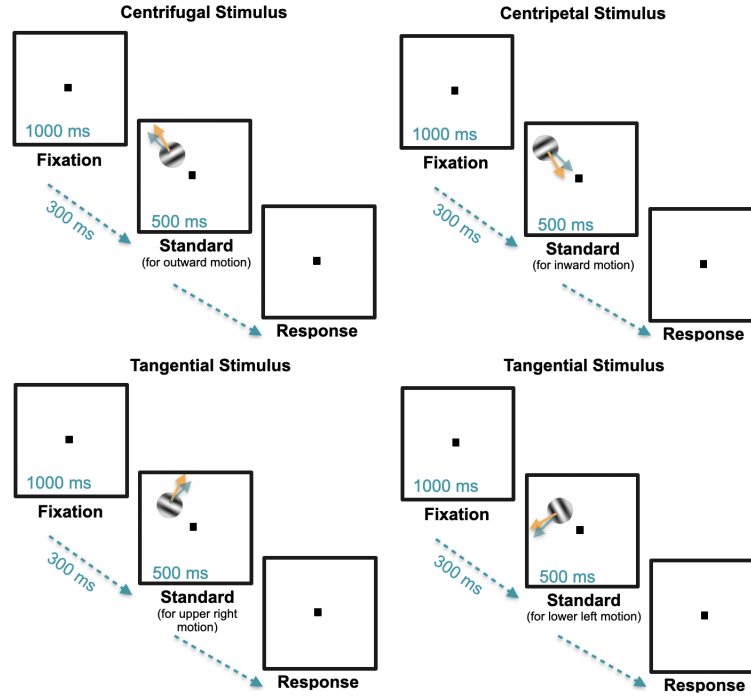 Centrifugal Stimulus
1000 ms
Fixation
300 ms
500 ms
Standard
(for outward motion)
Response
Centripetal Stimulus
1000 ms
Fixation
300 ms
500 ms
Standard
(for inward motion)
Response
Tangential Stimulus
1000 ms
Fixation
300 ms
500 ms
Standard
(for upper right
motion)
Response
Tangential Stimulus
1000 ms
Fixation
300 ms
500 ms
Standard
(for lower left motion)
Response